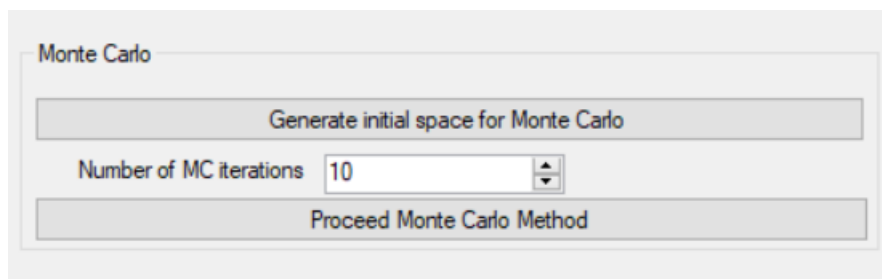 Monte Carlo
Generate initial space for Monte Carlo
Number of MC iterations 10
Proceed Monte Carlo Method